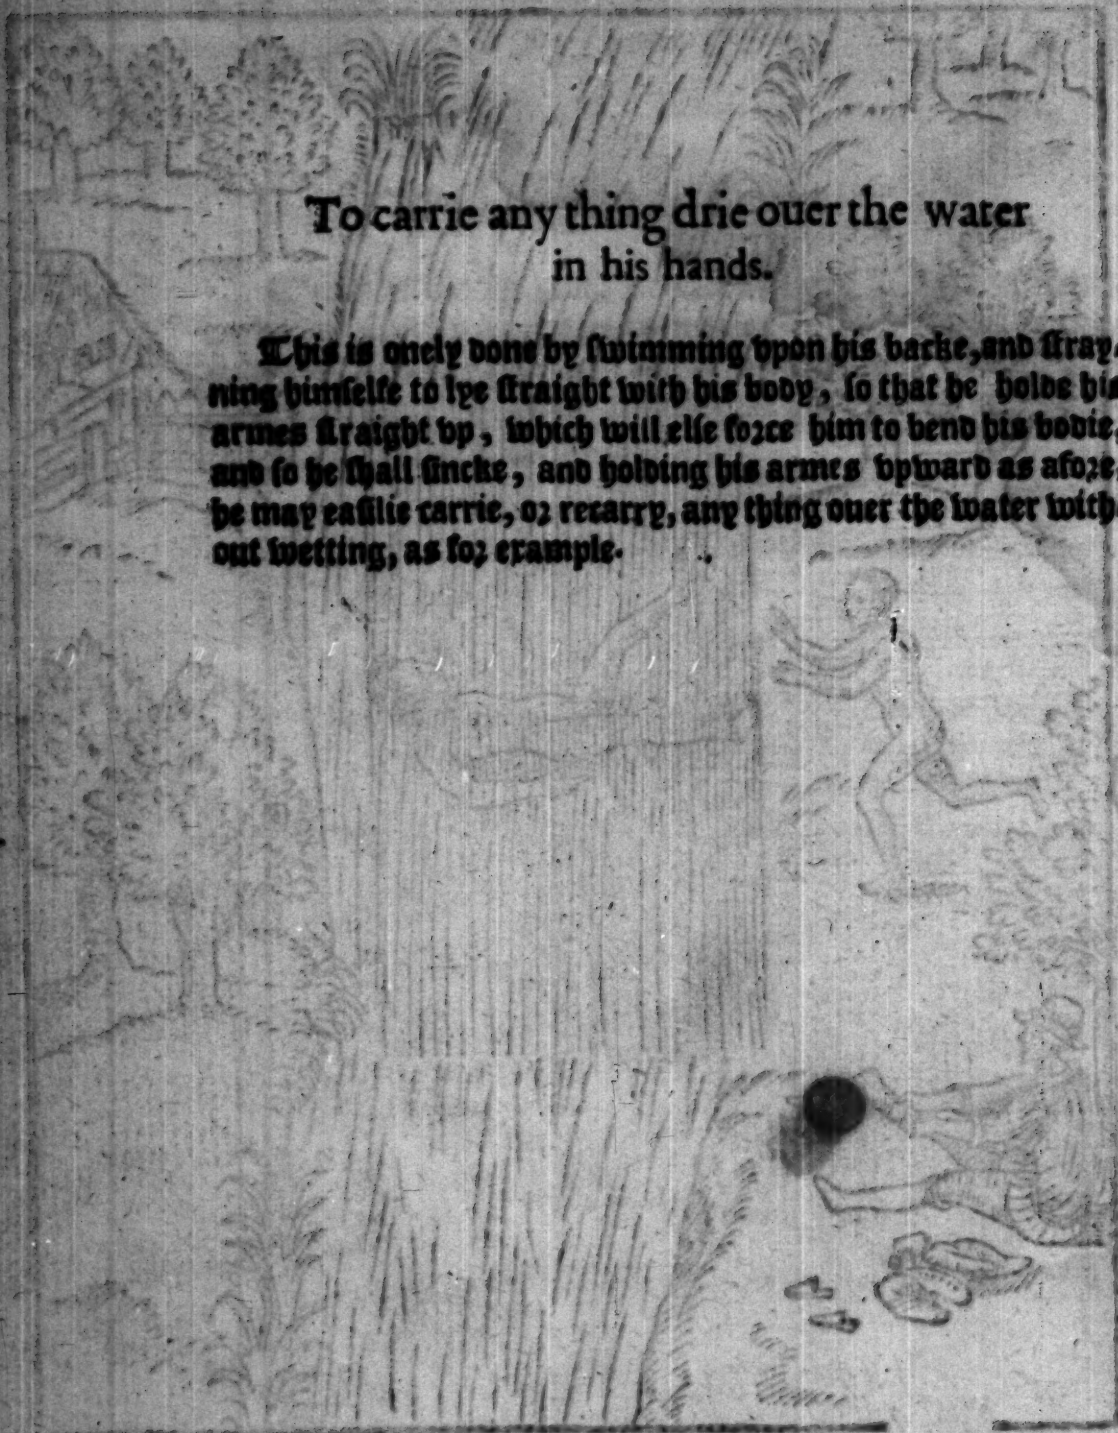 To carrie any thing drie ouer the water
in his hands.
This is onely done by swimming vpon his backe, and stray-
ning himselfe to lye straight with his body, so that he holde his
armes straight vp, which will else force him to bend his bodie,
and so he shall sincke, and holding his armes vpward as afore
he may easilie carrie, or recarry, any thing ouer the water with
out wetting, as for example.